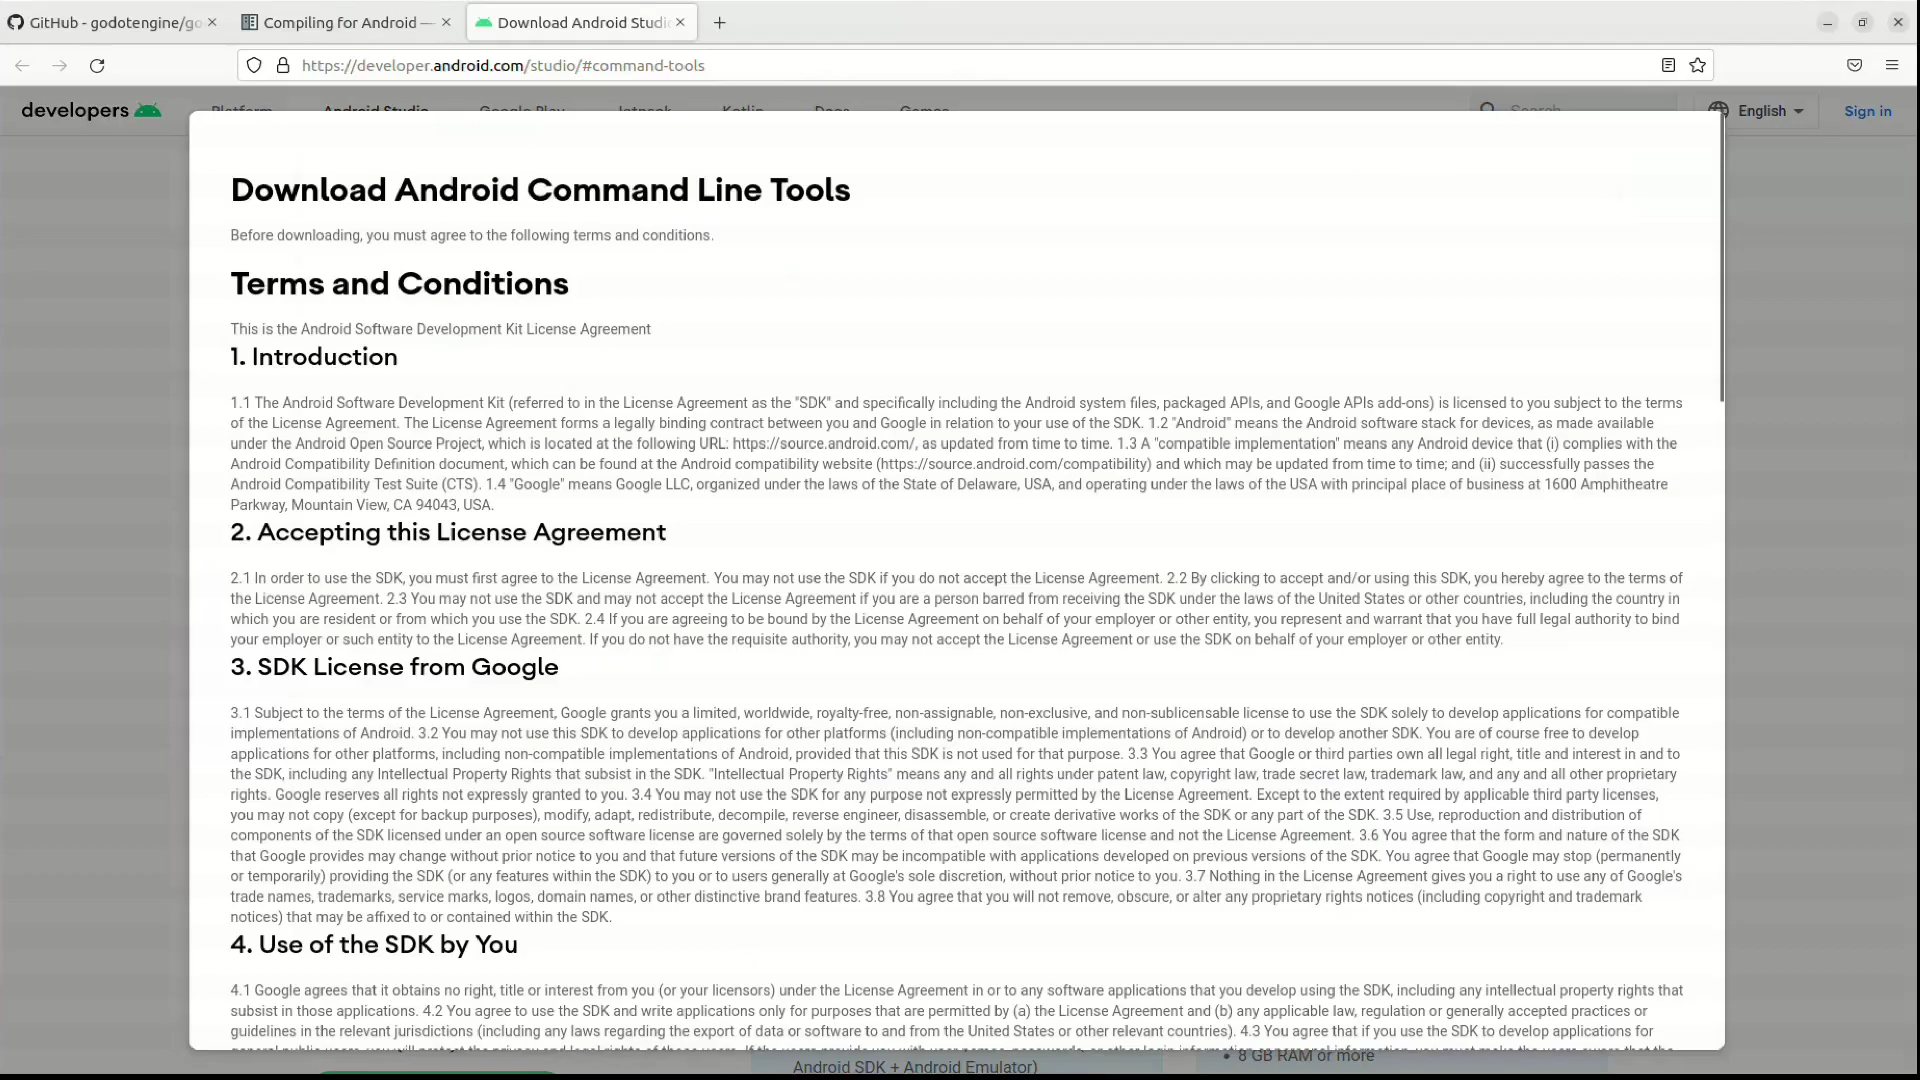 GitHub - godotengine/go
Compiling for Android —
Download Android Studi
https://developer.android.com/studio/#command-tools
developers Platform Android Studio Google Play Jetpack Kotlin Docs Games Search English Sign in
Download Android Command Line Tools
Before downloading, you must agree to the following terms and conditions.
Terms and Conditions
This is the Android Software Development Kit License Agreement
1. Introduction
1.1 The Android Software Development Kit (referred to in the License Agreement as the "SDK" and specifically including the Android system files, packaged APIs, and Google APIs add-ons) is licensed to you subject to the terms
of the License Agreement. The License Agreement forms a legally binding contract between you and Google in relation to your use of the SDK. 1.2 "Android" means the Android software stack for devices, as made available
under the Android Open Source Project, which is located at the following URL: https://source.android.com/, as updated from time to time. 1.3 A "compatible implementation" means any Android device that (i) complies with the
Android Compatibility Definition document, which can be found at the Android compatibility website (https://source.android.com/compatibility) and which may be updated from time to time; and (ii) successfully passes the
Android Compatibility Test Suite (CTS). 1.4 "Google" means Google LLC, organized under the laws of the State of Delaware, USA, and operating under the laws of the USA with principal place of business at 1600 Amphitheatre
Parkway, Mountain View, CA 94043, USA.
2. Accepting this License Agreement
2.1 In order to use the SDK, you must first agree to the License Agreement. You may not use the SDK if you do not accept the License Agreement. 2.2 By clicking to accept and/or using this SDK, you hereby agree to the terms of
the License Agreement. 2.3 You may not use the SDK and may not accept the License Agreement if you are a person barred from receiving the SDK under the laws of the United States or other countries, including the country in
which you are resident or from which you use the SDK. 2.4 If you are agreeing to be bound by the License Agreement on behalf of your employer or other entity, you represent and warrant that you have full legal authority to bind
your employer or such entity to the License Agreement. If you do not have the requisite authority, you may not accept the License Agreement or use the SDK on behalf of your employer or other entity.
3. SDK License from Google
3.1 Subject to the terms of the License Agreement, Google grants you a limited, worldwide, royalty-free, non-assignable, non-exclusive, and non-sublicensable license to use the SDK solely to develop applications for compatible
implementations of Android. 3.2 You may not use this SDK to develop applications for other platforms (including non-compatible implementations of Android) or to develop another SDK. You are of course free to develop
applications for other platforms, including non-compatible implementations of Android, provided that this SDK is not used for that purpose. 3.3 You agree that Google or third parties own all legal right, title and interest in and to
the SDK, including any Intellectual Property Rights that subsist in the SDK. "Intellectual Property Rights" means any and all rights under patent law, copyright law, trade secret law, trademark law, and any and all other proprietary
rights. Google reserves all rights not expressly granted to you. 3.4 You may not use the SDK for any purpose not expressly permitted by the License Agreement. Except to the extent required by applicable third party licenses,
you may not copy (except for backup purposes), modify, adapt, redistribute, decompile, reverse engineer, disassemble, or create derivative works of the SDK or any part of the SDK. 3.5 Use, reproduction and distribution of
components of the SDK licensed under an open source software license are governed solely by the terms of that open source software license and not the License Agreement. 3.6 You agree that the form and nature of the SDK
that Google provides may change without prior notice to you and that future versions of the SDK may be incompatible with applications developed on previous versions of the SDK. You agree that Google may stop (permanently
or temporarily) providing the SDK (or any features within the SDK) to you or to users generally at Google's sole discretion, without prior notice to you. 3.7 Nothing in the License Agreement gives you a right to use any of Google's
trade names, trademarks, service marks, logos, domain names, or other distinctive brand features. 3.8 You agree that you will not remove, obscure, or alter any proprietary rights notices (including copyright and trademark
notices) that may be affixed to or contained within the SDK.
4. Use of the SDK by You
4.1 Google agrees that it obtains no right, title or interest from you (or your licensors) under the License Agreement in or to any software applications that you develop using the SDK, including any intellectual property rights that
subsist in those applications. 4.2 You agree to use the SDK and write applications only for purposes that are permitted by (a) the License Agreement and (b) any applicable law, regulation or generally accepted practices or
guidelines in the relevant jurisdictions (including any laws regarding the export of data or software to and from the United States or other relevant countries). 4.3 You agree that if you use the SDK to develop applications for
• 8 GB RAM or more
Android SDK + Android Emulator)